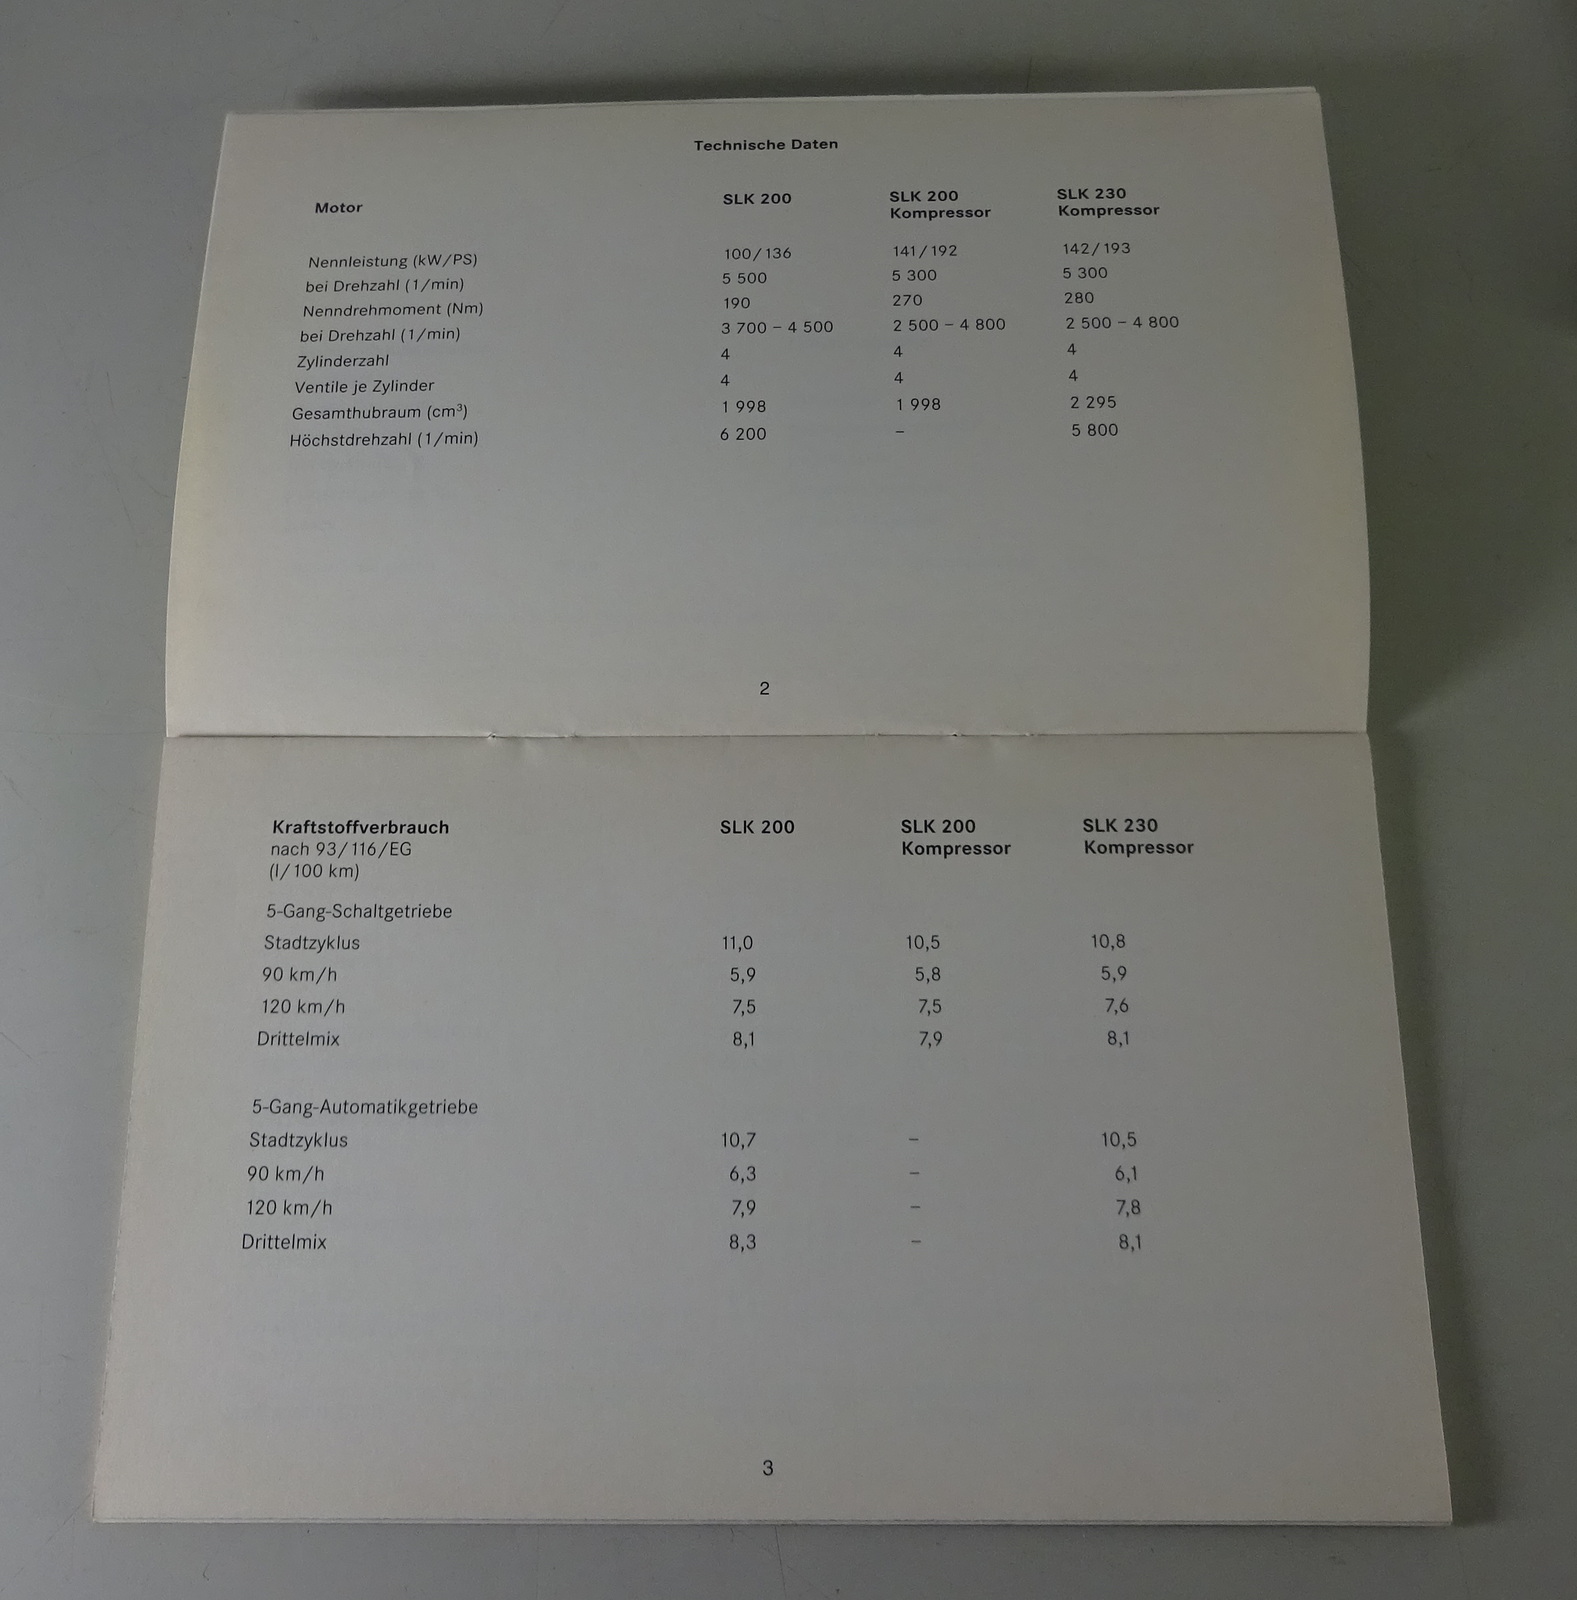 Technische Daten
Motor SLK 200 SLK 200 Kompressor SLK 230 Kompressor
Nennleistung (kW/PS) 100/136 141/192 142/193
bei Drehzahl (1/min) 5 500 5 300 5 300
Nenndrehmoment (Nm) 190 270 280
bei Drehzahl (1/min) 3 700 – 4 500 2 500 – 4 800 2 500 – 4 800
Zylinderzahl 4 4 4
Ventile je Zylinder 4 4 4
Gesamthubraum (cm³) 1 998 1 998 2 295
Höchstdrehzahl (1/min) 6 200 – 5 800
2
Kraftstoffverbrauch SLK 200 SLK 200 SLK 230
nach 93/116/EG Kompressor Kompressor
(l/100 km)
5-Gang-Schaltgetriebe
Stadtzyklus 11,0 10,5 10,8
90 km/h 5,9 5,8 5,9
120 km/h 7,5 7,5 7,6
Drittelmix 8,1 7,9 8,1
5-Gang-Automatikgetriebe
Stadtzyklus 10,7 – 10,5
90 km/h 6,3 – 6,1
120 km/h 7,9 – 7,8
Drittelmix 8,3 – 8,1
3